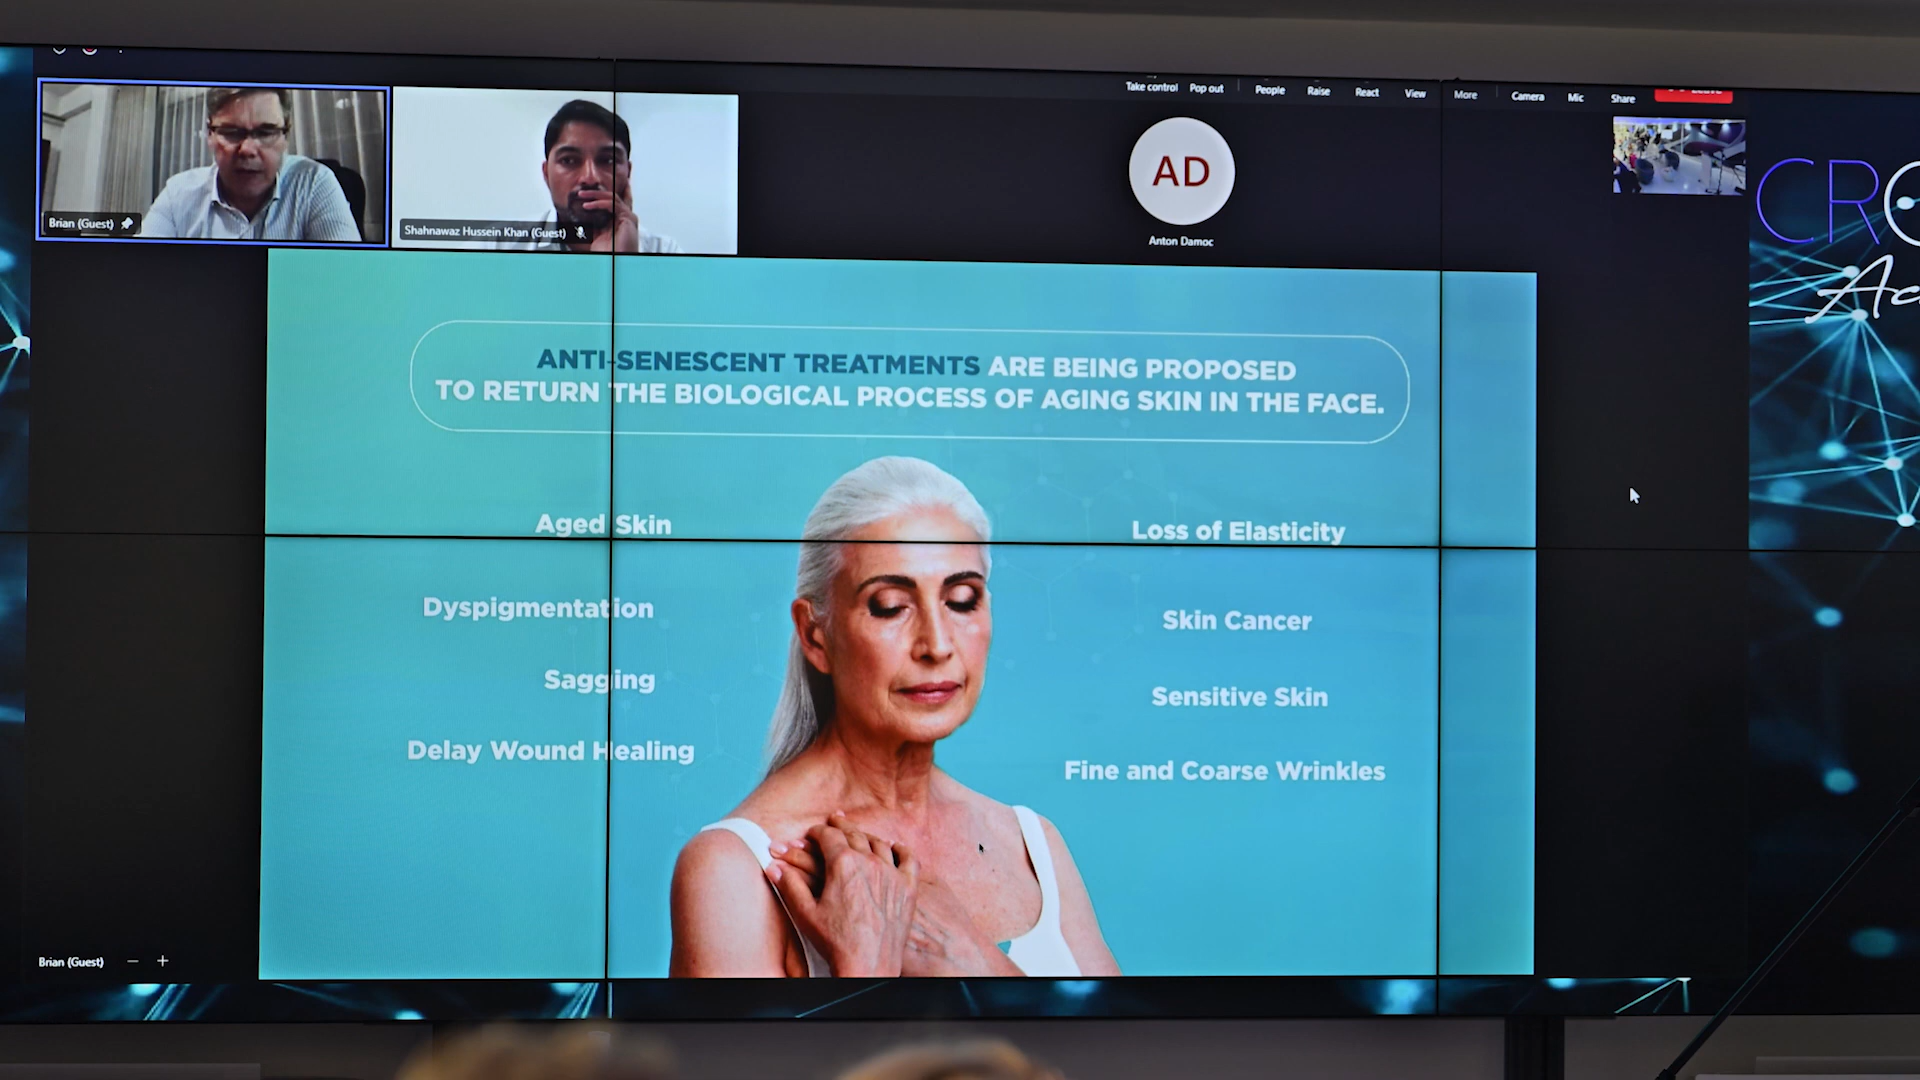 Take control Pop out People Raise React View More Camera Mic Share Leave
Brian (Guest)
Shahnawaz Hussein Khan (Guest)
AD
Anton Damoc
ANTI-SENESCENT TREATMENTS ARE BEING PROPOSED
TO RETURN THE BIOLOGICAL PROCESS OF AGING SKIN IN THE FACE.
Aged Skin
Dyspigmentation
Sagging
Delay Wound Healing
Loss of Elasticity
Skin Cancer
Sensitive Skin
Fine and Coarse Wrinkles
Brian (Guest)